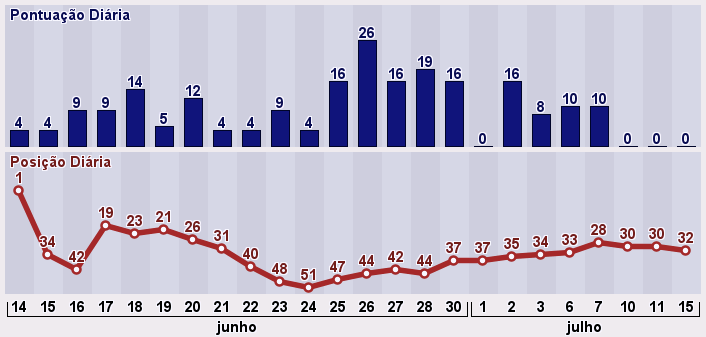 Pontuação Diária
4 4 9 9 14 5 12 4 4 9 4 16 26 16 19 16 0 16 8 10 10 0 0 0
Posição Diária
1 34 42 19 23 21 26 31 40 48 51 47 44 42 44 37 37 35 34 33 28 30 30 32
14 15 16 17 18 19 20 21 22 23 24 25 26 27 28 30 1 2 3 6 7 10 11 15
junho julho